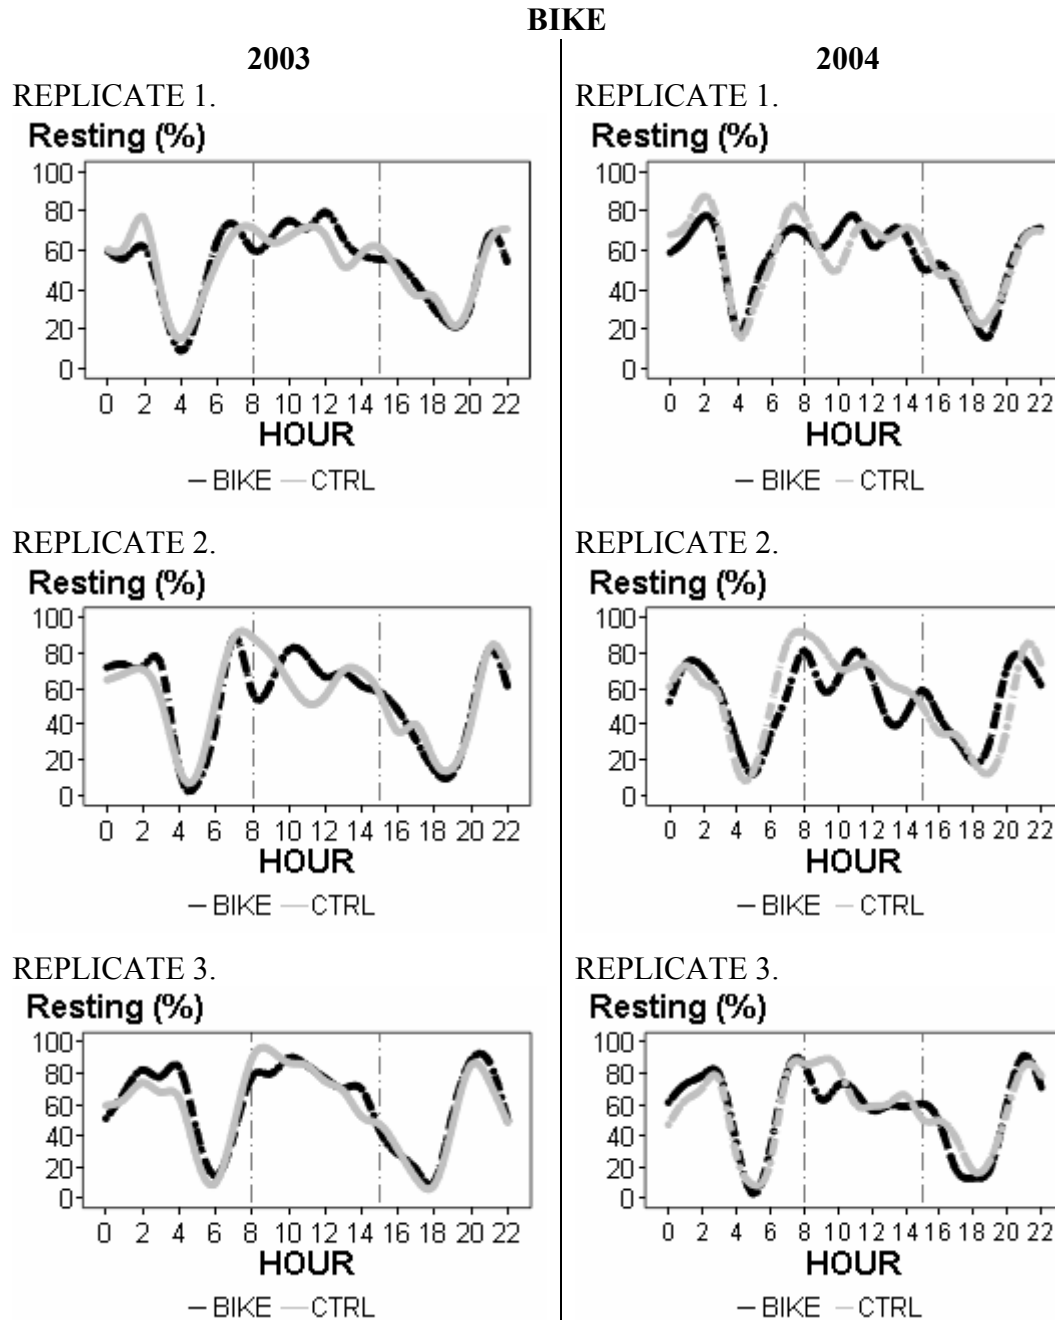 BIKE
2003
REPLICATE 1.
Resting (%)
100
80
60
40
20
0
0 2 4 6 8 10 12 14 16 18 20 22
HOUR
BIKE CTRL
REPLICATE 2.
Resting (%)
100
80
60
40
20
0
0 2 4 6 8 10 12 14 16 18 20 22
HOUR
BIKE CTRL
REPLICATE 3.
Resting (%)
100
80
60
40
20
0
0 2 4 6 8 10 12 14 16 18 20 22
HOUR
BIKE CTRL
2004
REPLICATE 1.
Resting (%)
100
80
60
40
20
0
0 2 4 6 8 10 12 14 16 18 20 22
HOUR
BIKE CTRL
REPLICATE 2.
Resting (%)
100
80
60
40
20
0
0 2 4 6 8 10 12 14 16 18 20 22
HOUR
BIKE CTRL
REPLICATE 3.
Resting (%)
100
80
60
40
20
0
0 2 4 6 8 10 12 14 16 18 20 22
HOUR
BIKE CTRL